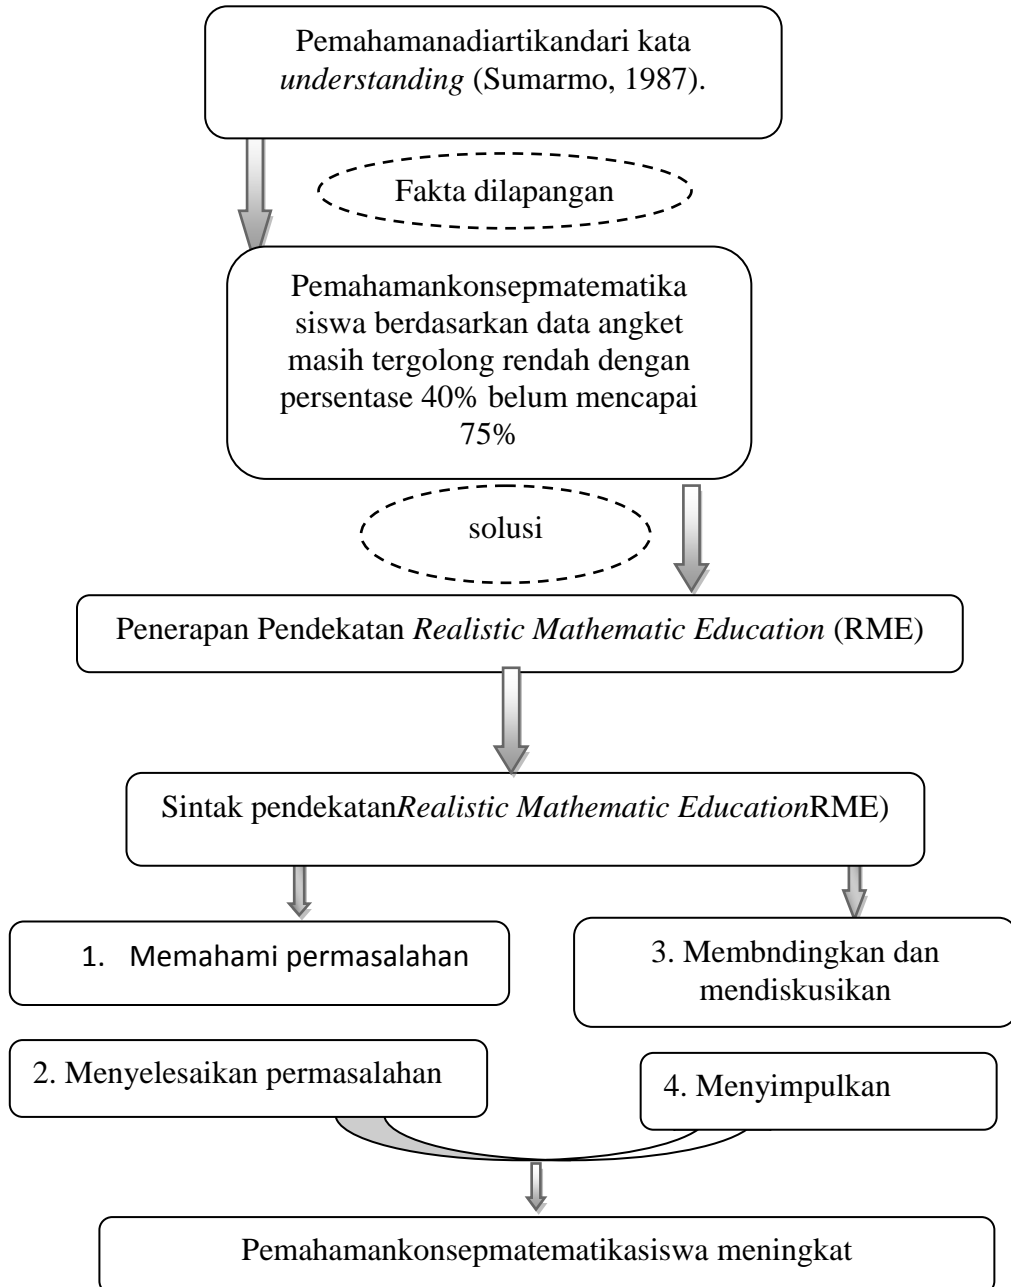 Pemahamanadiartikandari kata
understanding (Sumarmo, 1987).
Fakta dilapangan
Pemahamankonsepmatematika
siswa berdasarkan data angket
masih tergolong rendah dengan
persentase 40% belum mencapai
75%
solusi
Penerapan Pendekatan Realistic Mathematic Education (RME)
Sintak pendekatanRealistic Mathematic EducationRME)
1. Memahami permasalahan
2. Menyelesaikan permasalahan
3. Membndingkan dan
mendiskusikan
4. Menyimpulkan
Pemahamankonsepmatematikasiswa meningkat